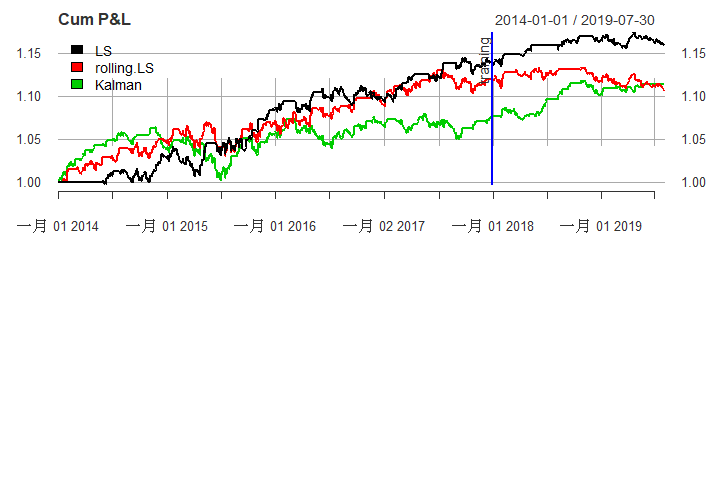 Cum P&L
2014-01-01 / 2019-07-30
LS
rolling.LS
Kalman
training
1.15
1.10
1.05
1.00
1.15
1.10
1.05
1.00
一月 01 2014
一月 01 2015
一月 01 2016
一月 02 2017
一月 01 2018
一月 01 2019